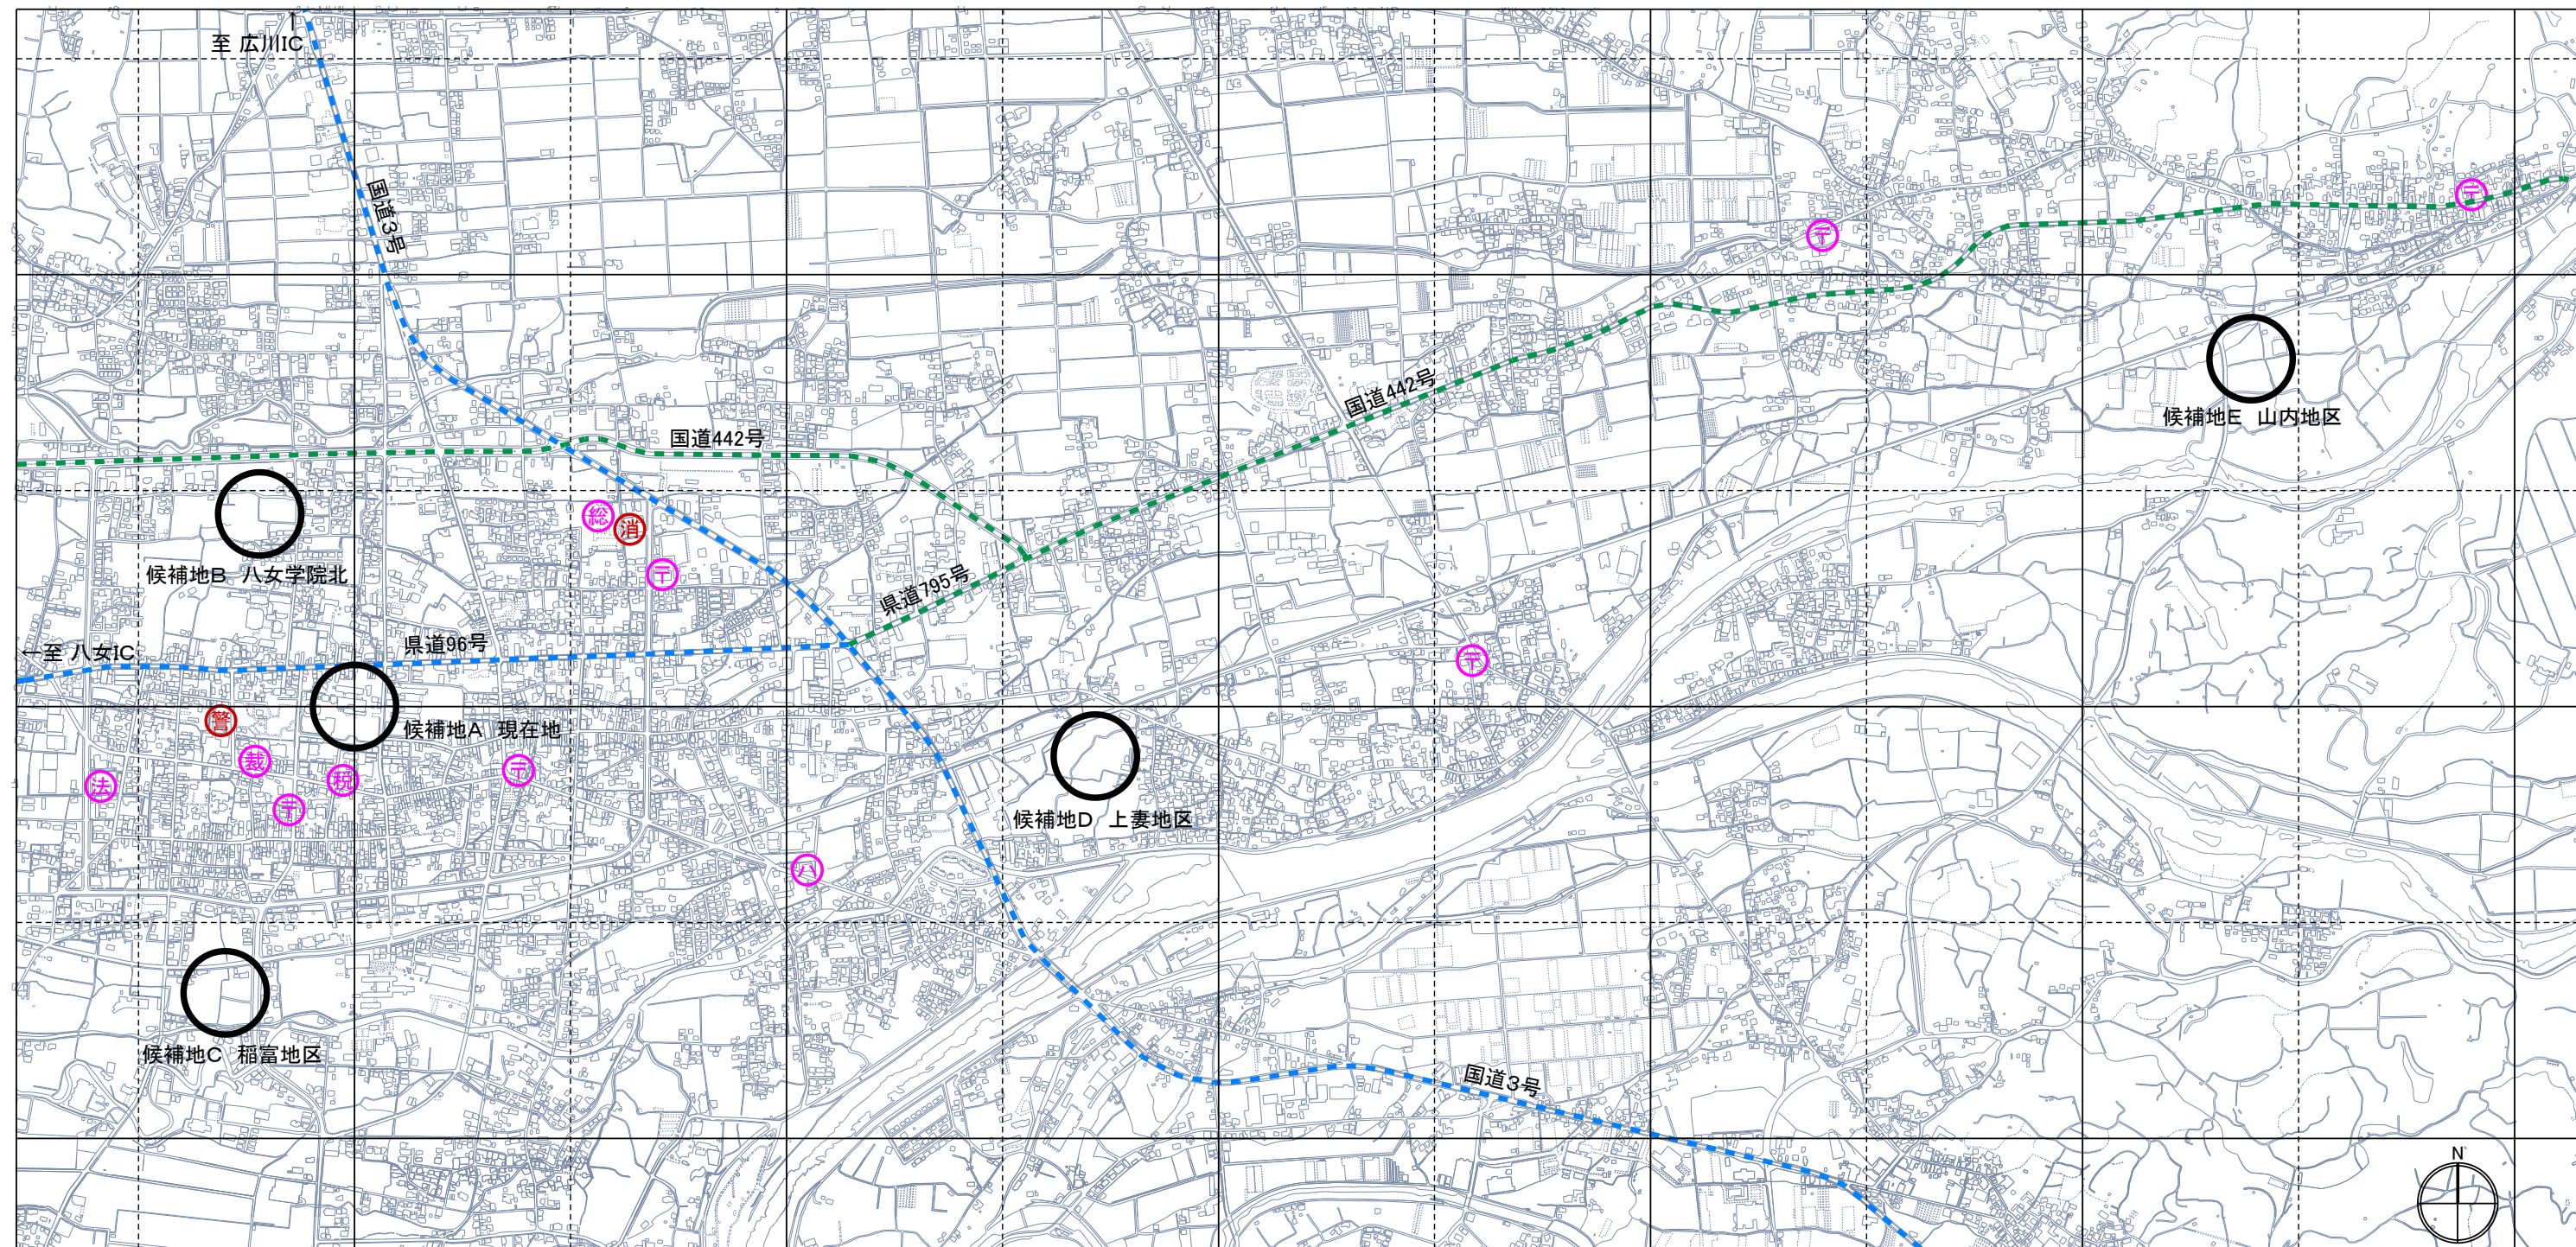 ↑
至 広川IC
国道3号
〒
〒
国道442号
候補地E 山内地区
国道442号
総
消
〒
候補地B 八女学院北
県道795号
県道96号
←至 八女IC
〒
警
候補地A 現在地
裁
税
〒
法
〒
候補地D 上妻地区
ハ
候補地C 稲富地区
国道3号
N